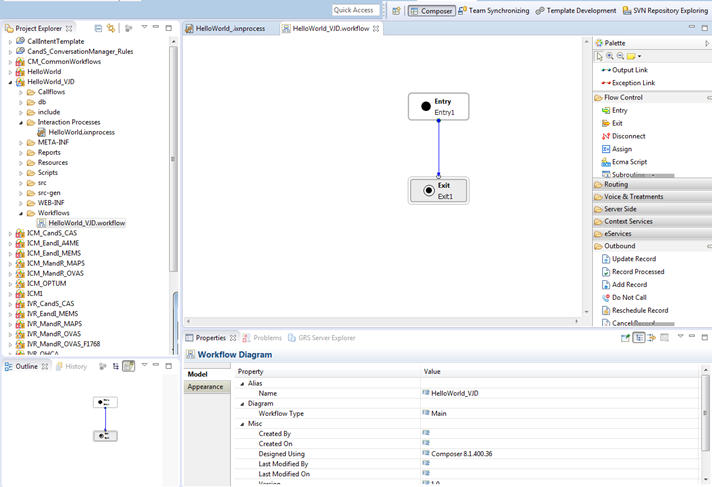 Quick Access
Composer
Team Synchronizing
Template Development
SVN Repository Exploring
Project Explorer
CallIntentTemplate
CandS_ConversationManager_Rules
CM_CommonWorkflows
HelloWorld
HelloWorld_VJD
Callflows
db
include
Interaction Processes
HelloWorld.ixnprocess
META-INF
Reports
Resources
Scripts
src
src-gen
WEB-INF
Workflows
HelloWorld_VJD.workflow
ICM_CandS_CAS
ICM_EandI_A4ME
ICM_EandI_MEMS
ICM_MandR_MAPS
ICM_MandR_OVAS
ICM_OPTUM
ICM1
IVR_CandS_CAS
IVR_EandI_MEMS
IVR_MandR_MAPS
IVR_MandR_OVAS
IVR_MandR_OVAS_F1768
IVR_OHCA
Outline
History
HelloWorld_.ixnprocess
HelloWorld_VJD.workflow
Entry
Entry1
Exit
Exit1
Palette
Output Link
Exception Link
Flow Control
Entry
Exit
Disconnect
Assign
Ecma Script
Subroutine
Routing
Voice & Treatments
Server Side
Context Services
eServices
Outbound
Update Record
Record Processed
Add Record
Do Not Call
Reschedule Record
Cancel Record
Properties
Problems
GRS Server Explorer
Workflow Diagram
Model
Appearance
Property Value
Alias
Name HelloWorld_VJD
Diagram
Workflow Type Main
Misc
Created By
Created On
Designed Using Composer 8.1.400.36
Last Modified By
Last Modified On
Version 1.0